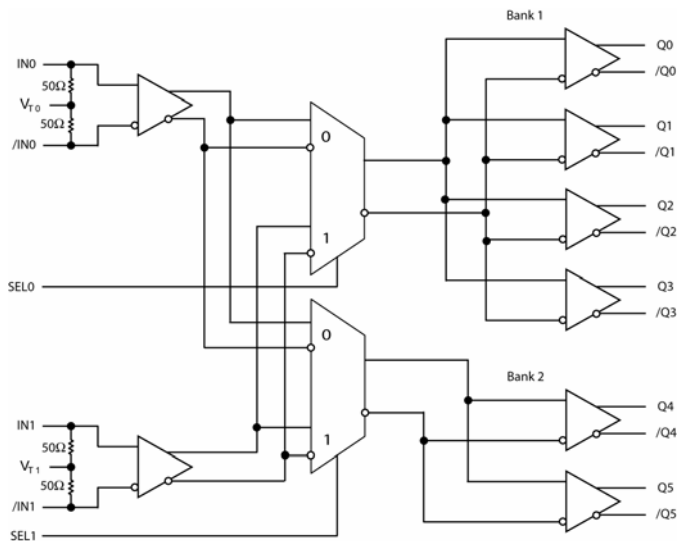 Bank 1
IN0
50Ω
VT0
50Ω
/IN0
0
1
SEL0
Q0
/Q0
Q1
/Q1
Q2
/Q2
Q3
/Q3
0
1
Bank 2
IN1
50Ω
VT1
50Ω
/IN1
SEL1
Q4
/Q4
Q5
/Q5